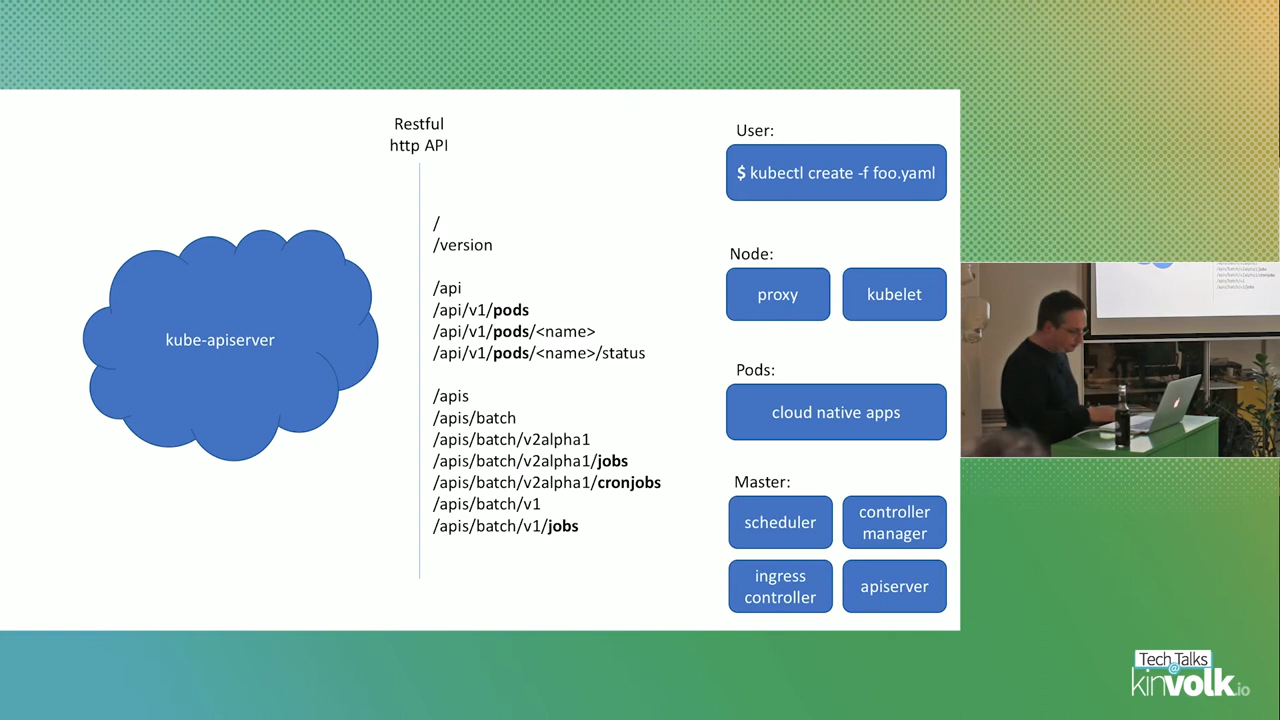 Restful
http API
kube-apiserver
/
/version
/api
/api/v1/pods
/api/v1/pods/<name>
/api/v1/pods/<name>/status
/apis
/apis/batch
/apis/batch/v2alpha1
/apis/batch/v2alpha1/jobs
/apis/batch/v2alpha1/cronjobs
/apis/batch/v1
/apis/batch/v1/jobs
User:
$ kubectl create -f foo.yaml
Node:
proxy
kubelet
Pods:
cloud native apps
Master:
scheduler
controller
manager
ingress
controller
apiserver
Tech Talks
@
kinvolk.io